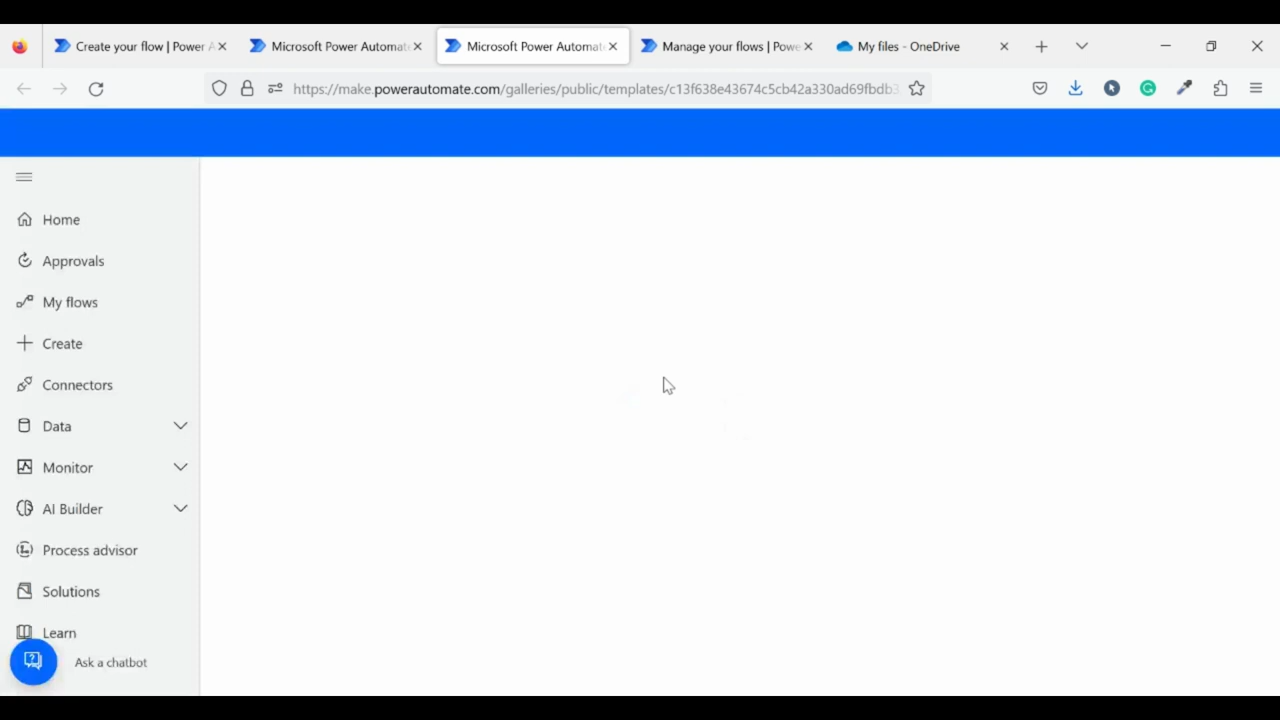 Create your flow | Power A
Microsoft Power Automat
Microsoft Power Automat
Manage your flows | Powe
My files - OneDrive
https://make.powerautomate.com/galleries/public/templates/c13f638e43674c5cb42a330ad69fbdb3
Home
Approvals
My flows
Create
Connectors
Data
Monitor
AI Builder
Process advisor
Solutions
Learn
Ask a chatbot